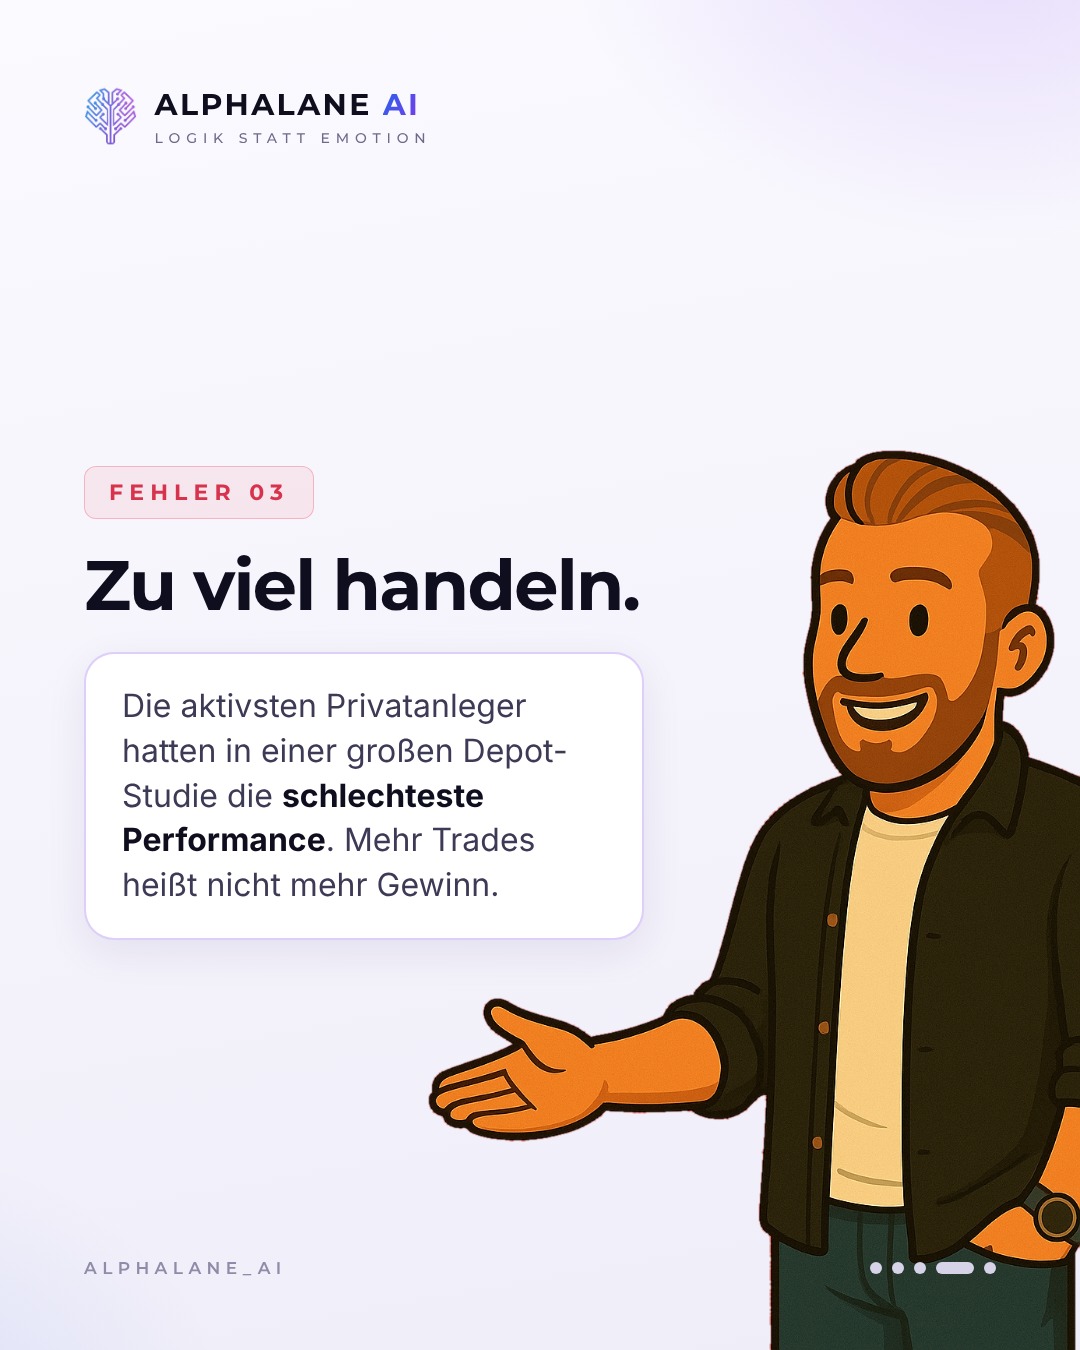 ALPHALANE AI
LOGIK STATT EMOTION
FEHLER 03
Zu viel handeln.
Die aktivsten Privatanleger
hatten in einer großen Depot-
Studie die schlechteste
Performance. Mehr Trades
heißt nicht mehr Gewinn.
ALPHALANE_AI